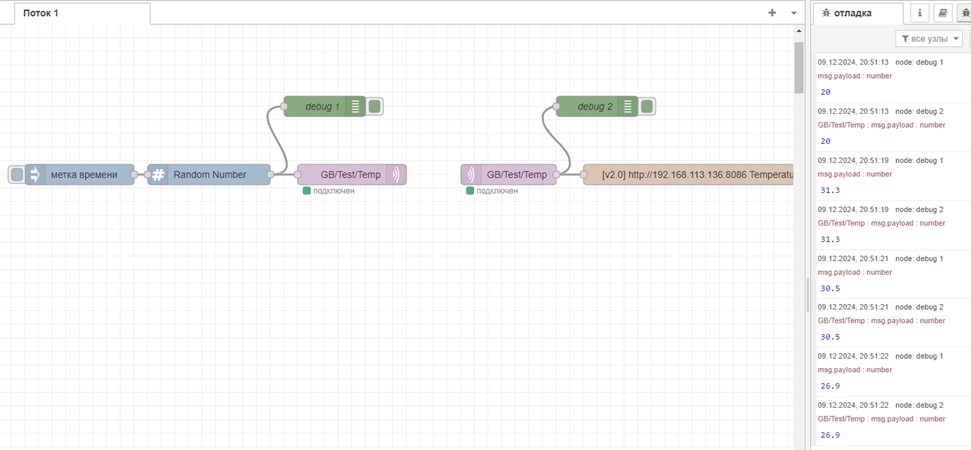 Поток 1
debug 1
debug 2
метка времени
Random Number
GB/Test/Temp
подключен
GB/Test/Temp
подключен
[v2.0] http://192.168.113.136:8086 Temperatu
отладка
все узлы
09.12.2024, 20:51:13 node: debug 1
msg.payload : number
20
09.12.2024, 20:51:13 node: debug 2
GB/Test/Temp : msg.payload : number
20
09.12.2024, 20:51:19 node: debug 1
msg.payload : number
31.3
09.12.2024, 20:51:19 node: debug 2
GB/Test/Temp : msg.payload : number
31.3
09.12.2024, 20:51:21 node: debug 1
msg.payload : number
30.5
09.12.2024, 20:51:21 node: debug 2
GB/Test/Temp : msg.payload : number
30.5
09.12.2024, 20:51:22 node: debug 1
msg.payload : number
26.9
09.12.2024, 20:51:22 node: debug 2
GB/Test/Temp : msg.payload : number
26.9